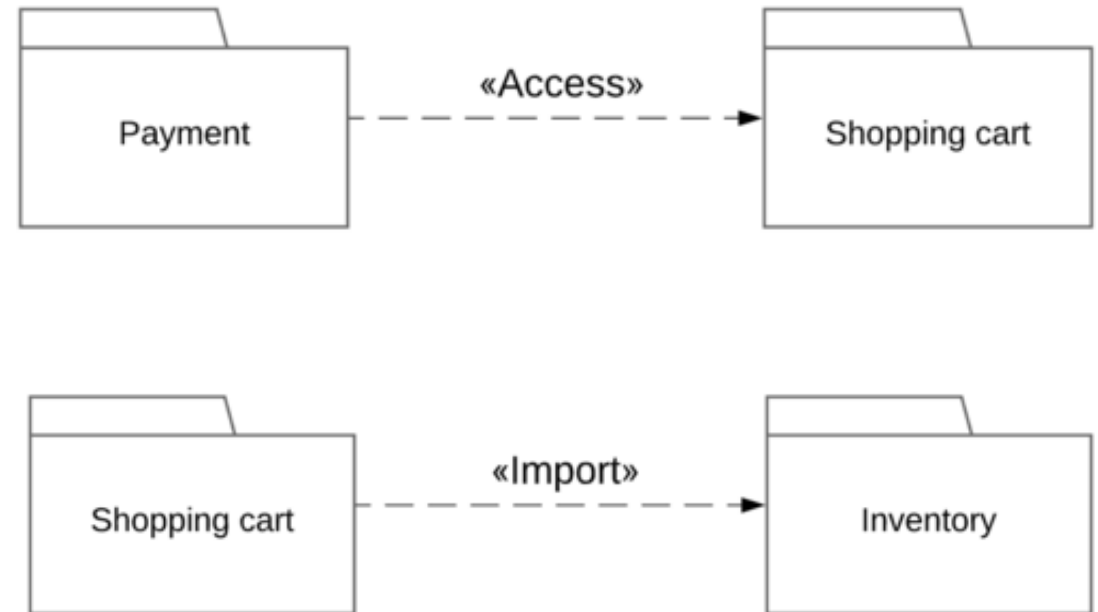 «Access»
Payment
Shopping cart
«Import»
Shopping cart
Inventory